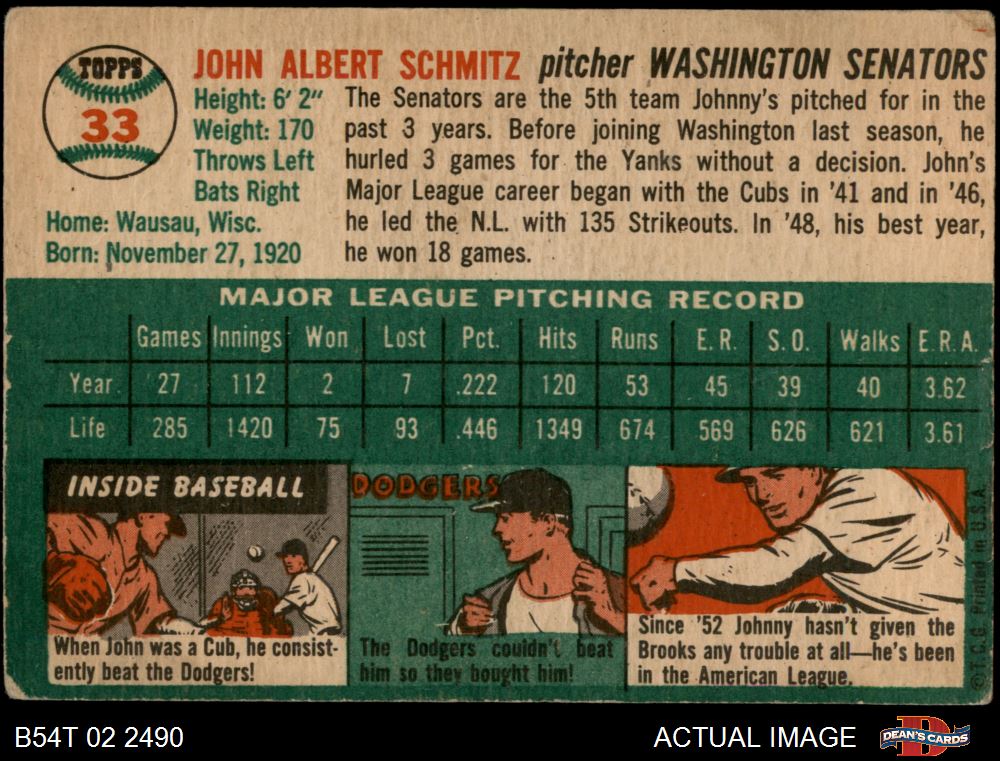 TOPPS
33
JOHN ALBERT SCHMITZ pitcher WASHINGTON SENATORS
Height: 6' 2"
Weight: 170
Throws Left
Bats Right
Home: Wausau, Wisc.
Born: November 27, 1920
The Senators are the 5th team Johnny's pitched for in the
past 3 years. Before joining Washington last season, he
hurled 3 games for the Yanks without a decision. John's
Major League career began with the Cubs in '41 and in '46,
he led the N.L. with 135 Strikeouts. In '48, his best year,
he won 18 games.
MAJOR LEAGUE PITCHING RECORD
Games Innings Won Lost Pct. Hits Runs E. R. S. O. Walks E.R.A.
Year 27 112 2 7 .222 120 53 45 39 40 3.62
Life 285 1420 75 93 .446 1349 674 569 626 621 3.61
INSIDE BASEBALL
When John was a Cub, he consist-
ently beat the Dodgers!
DODGERS
The Dodgers couldn't beat
him so they bought him!
Since '52 Johnny hasn't given the
Brooks any trouble at all—he's been
in the American League.
©T.C.G. Printed in U.S.A.
B54T 02 2490
ACTUAL IMAGE
D
DEAN'S CARDS